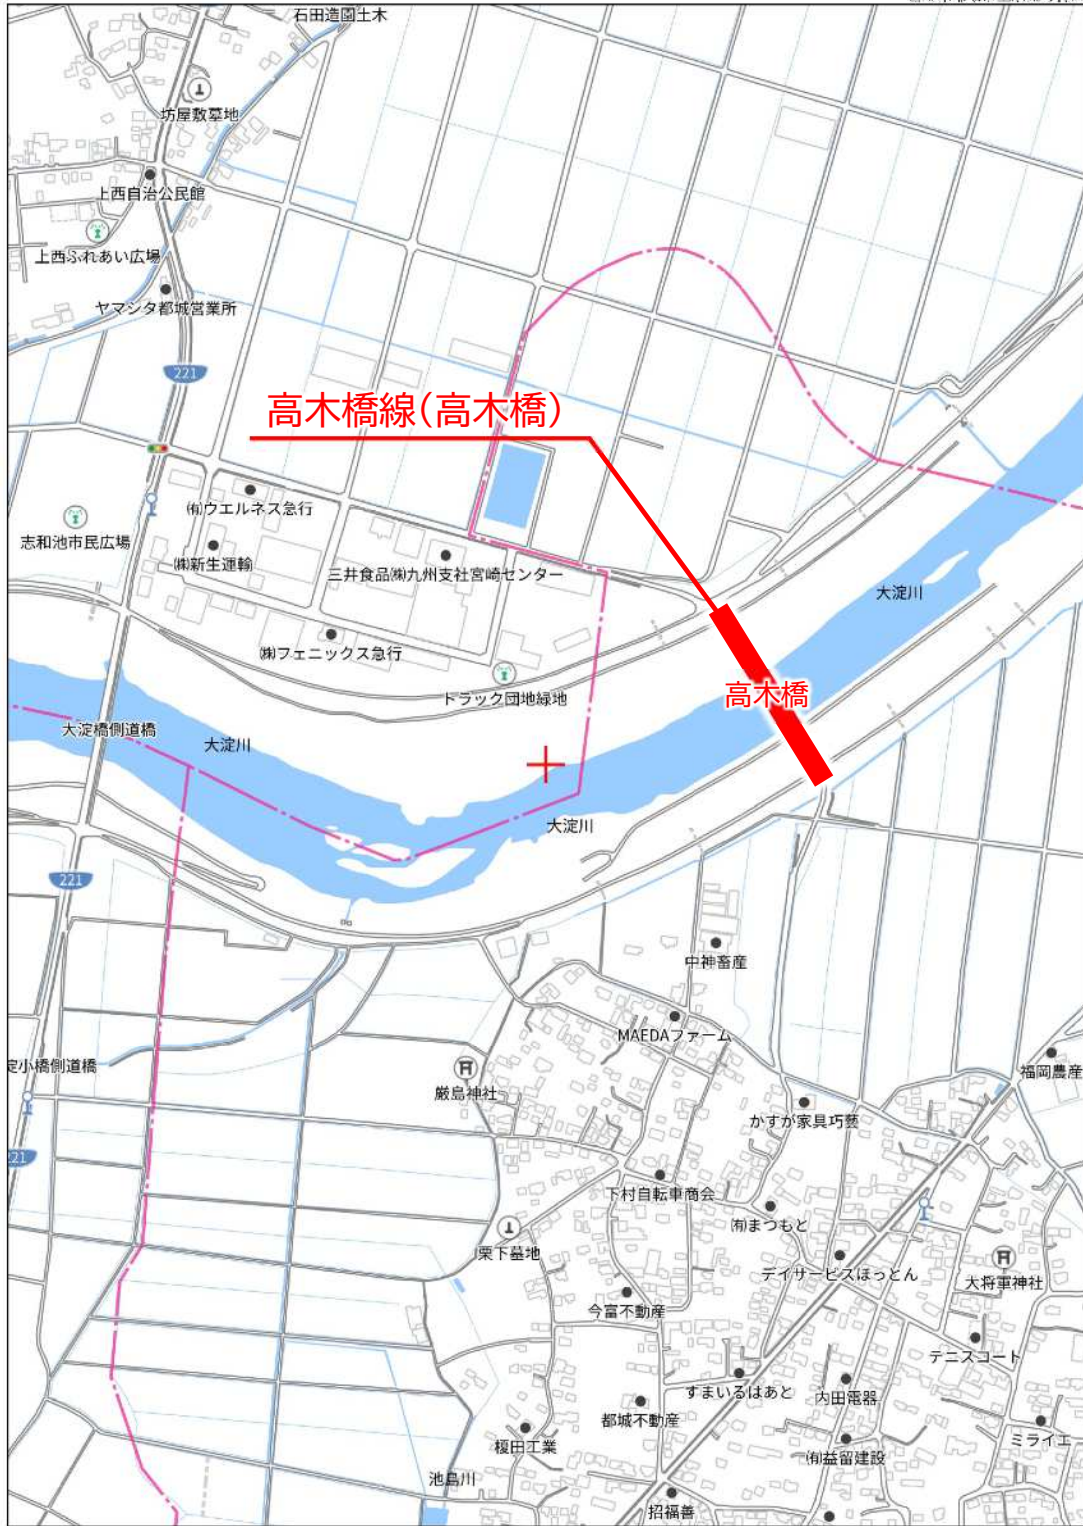 石田造園土木
坊屋敷墓地
上西自治公民館
上西ふれあい広場
ヤマシタ都城営業所
221
高木橋線(高木橋)
㈲ウエルネス急行
志和池市民広場
㈱新生運輸
三井食品㈱九州支社宮崎センター
大淀川
㈱フェニックス急行
トラック団地緑地
高木橋
大淀橋側道橋
大淀川
大淀川
221
中神畜産
MAEDAファーム
淀小橋側道橋
福岡農産
厳島神社
かすが家具巧藝
221
下村自転車商会
㈲まつもと
栗下墓地
デイサービスほっとん
大将軍神社
今富不動産
テニスコート
すまいるはあと
内田電器
都城不動産
榎田工業
ミライエ
㈲益留建設
池島川
招福善